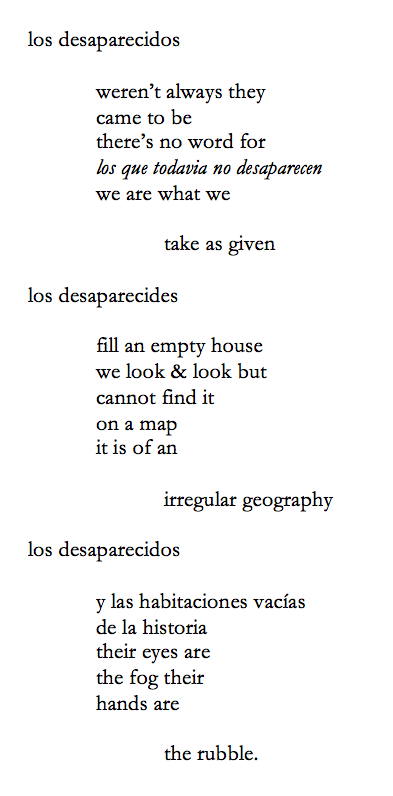 los desaparecidos
weren’t always they
came to be
there’s no word for
los que todavia no desaparecen
we are what we
take as given
los desaparecides
fill an empty house
we look & look but
cannot find it
on a map
it is of an
irregular geography
los desaparecidos
y las habitaciones vacías
de la historia
their eyes are
the fog their
hands are
the rubble.